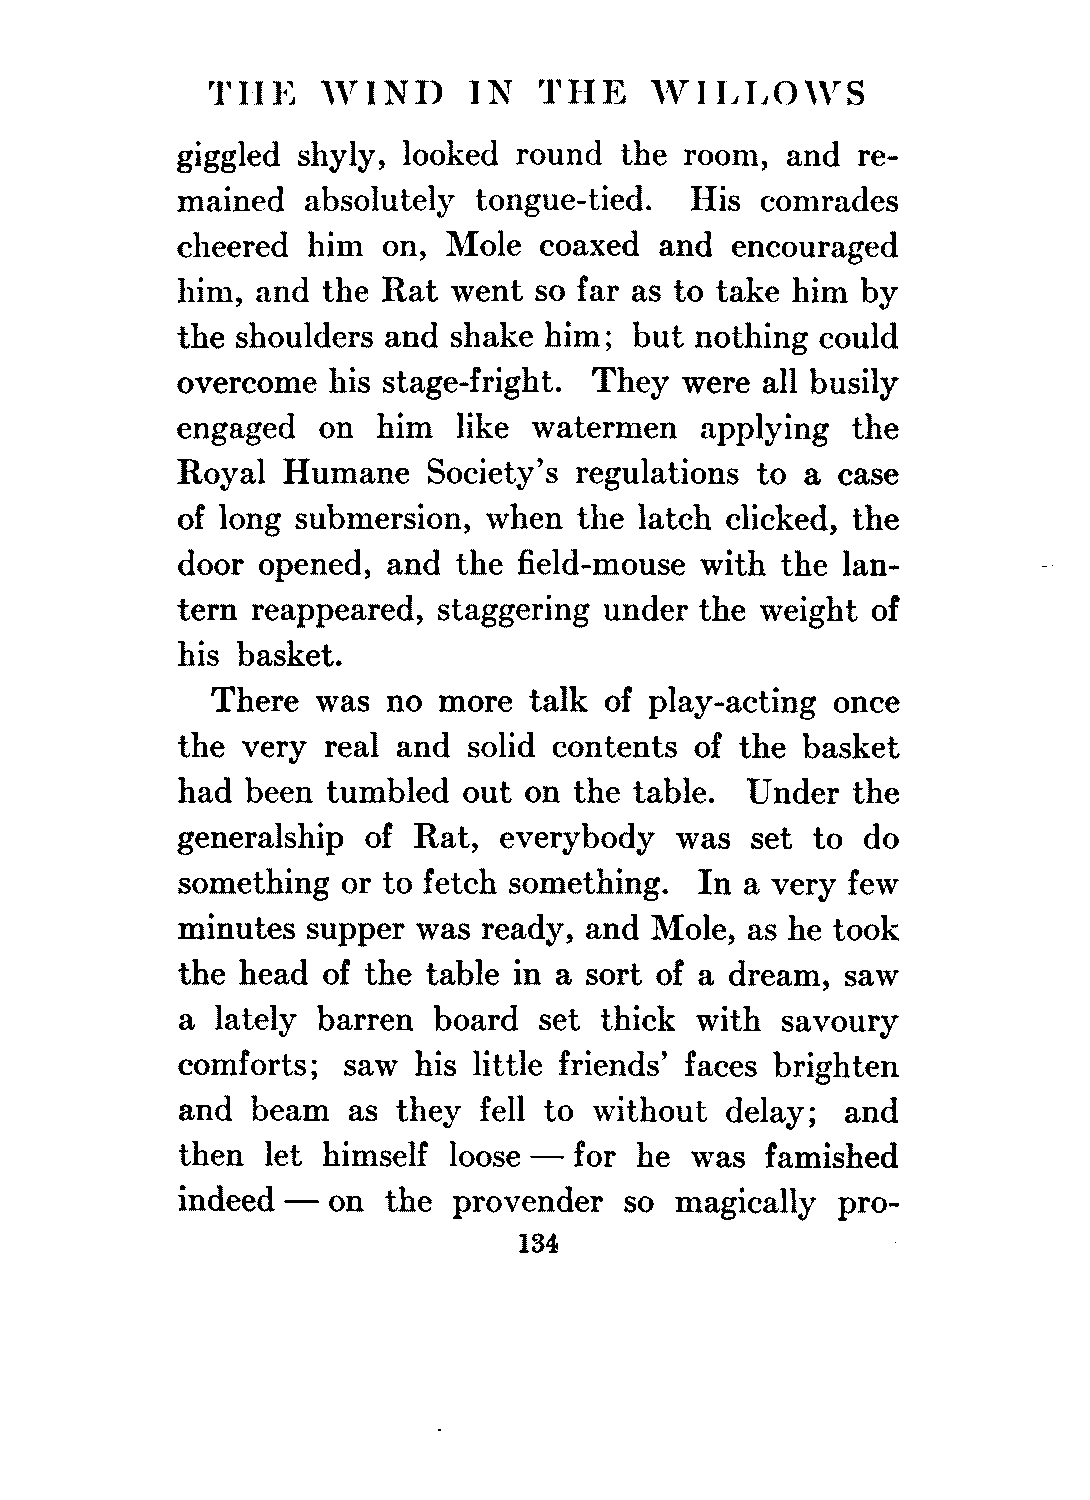 THE WIND IN THE WILLOWS
giggled shyly, looked round the room, and re-
mained absolutely tongue-tied. His comrades
cheered him on, Mole coaxed and encouraged
him, and the Rat went so far as to take him by
the shoulders and shake him; but nothing could
overcome his stage-fright. They were all busily
engaged on him like watermen applying the
Royal Humane Society's regulations to a case
of long submersion, when the latch clicked, the
door opened, and the field-mouse with the lan-
tern reappeared, staggering under the weight of
his basket.
There was no more talk of play-acting once
the very real and solid contents of the basket
had been tumbled out on the table. Under the
generalship of Rat, everybody was set to do
something or to fetch something. In a very few
minutes supper was ready, and Mole, as he took
the head of the table in a sort of a dream, saw
a lately barren board set thick with savoury
comforts; saw his little friends' faces brighten
and beam as they fell to without delay; and
then let himself loose — for he was famished
indeed — on the provender so magically pro-
134